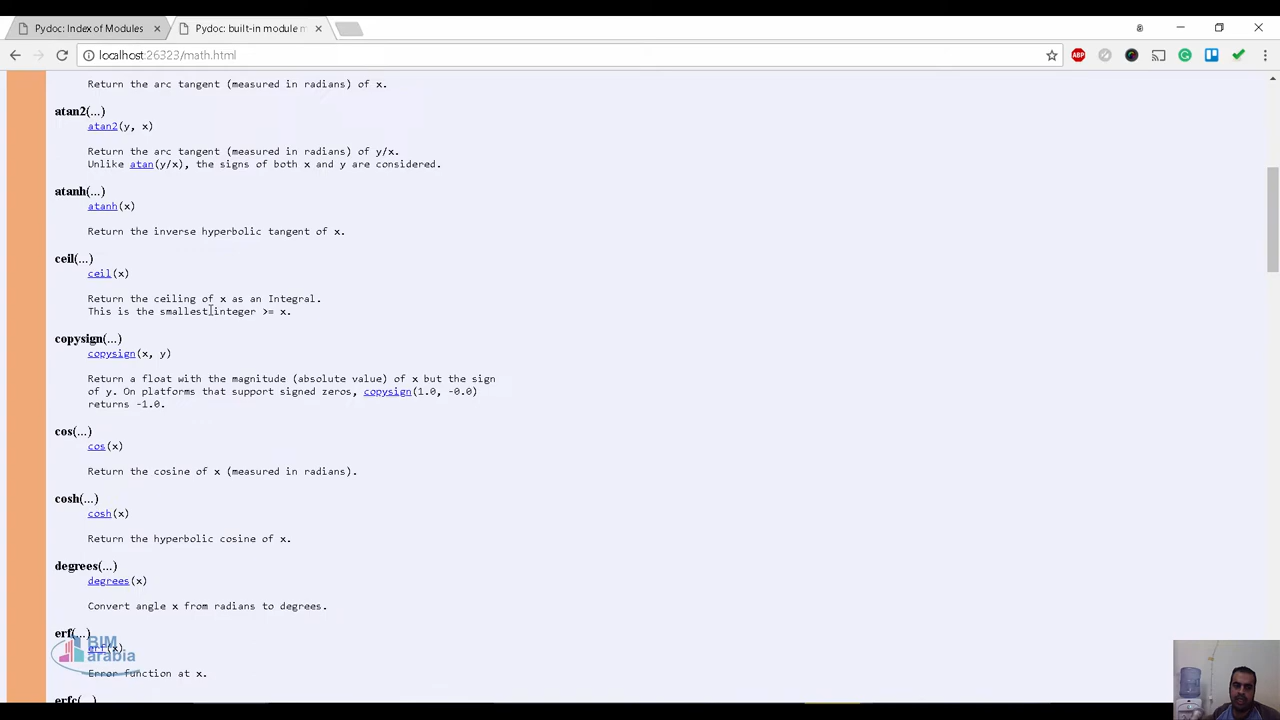 Pydoc: Index of Modules
Pydoc: built-in module m
localhost:26323/math.html
ABP
Return the arc tangent (measured in radians) of x.
atan2(...)
atan2(y, x)
Return the arc tangent (measured in radians) of y/x.
Unlike atan(y/x), the signs of both x and y are considered.
atanh(...)
atanh(x)
Return the inverse hyperbolic tangent of x.
ceil(...)
ceil(x)
Return the ceiling of x as an Integral.
This is the smallest integer >= x.
copysign(...)
copysign(x, y)
Return a float with the magnitude (absolute value) of x but the sign
of y. On platforms that support signed zeros, copysign(1.0, -0.0)
returns -1.0.
cos(...)
cos(x)
Return the cosine of x (measured in radians).
cosh(...)
cosh(x)
Return the hyperbolic cosine of x.
degrees(...)
degrees(x)
Convert angle x from radians to degrees.
erf(...)
erf(x)
BIM
arabia
Error function at x.
erfc(...)